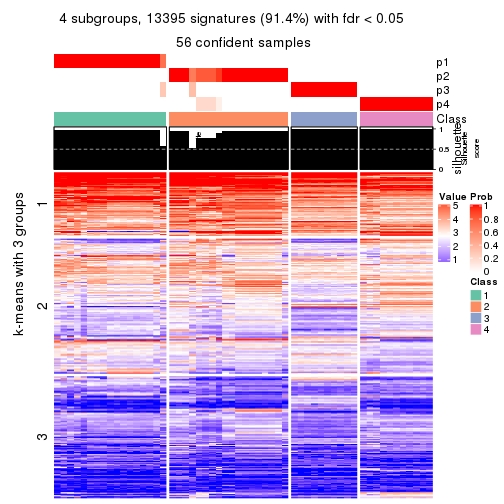 4 subgroups, 13395 signatures (91.4%) with fdr < 0.05
56 confident samples
p1
p2
p3
p4
Class
1
0.5
0
silhouette
Silhouette
score
k-means with 3 groups
1
2
3
Value
5
4
3
2
1
Prob
1
0.8
0.6
0.4
0.2
0
Class
1
2
3
4